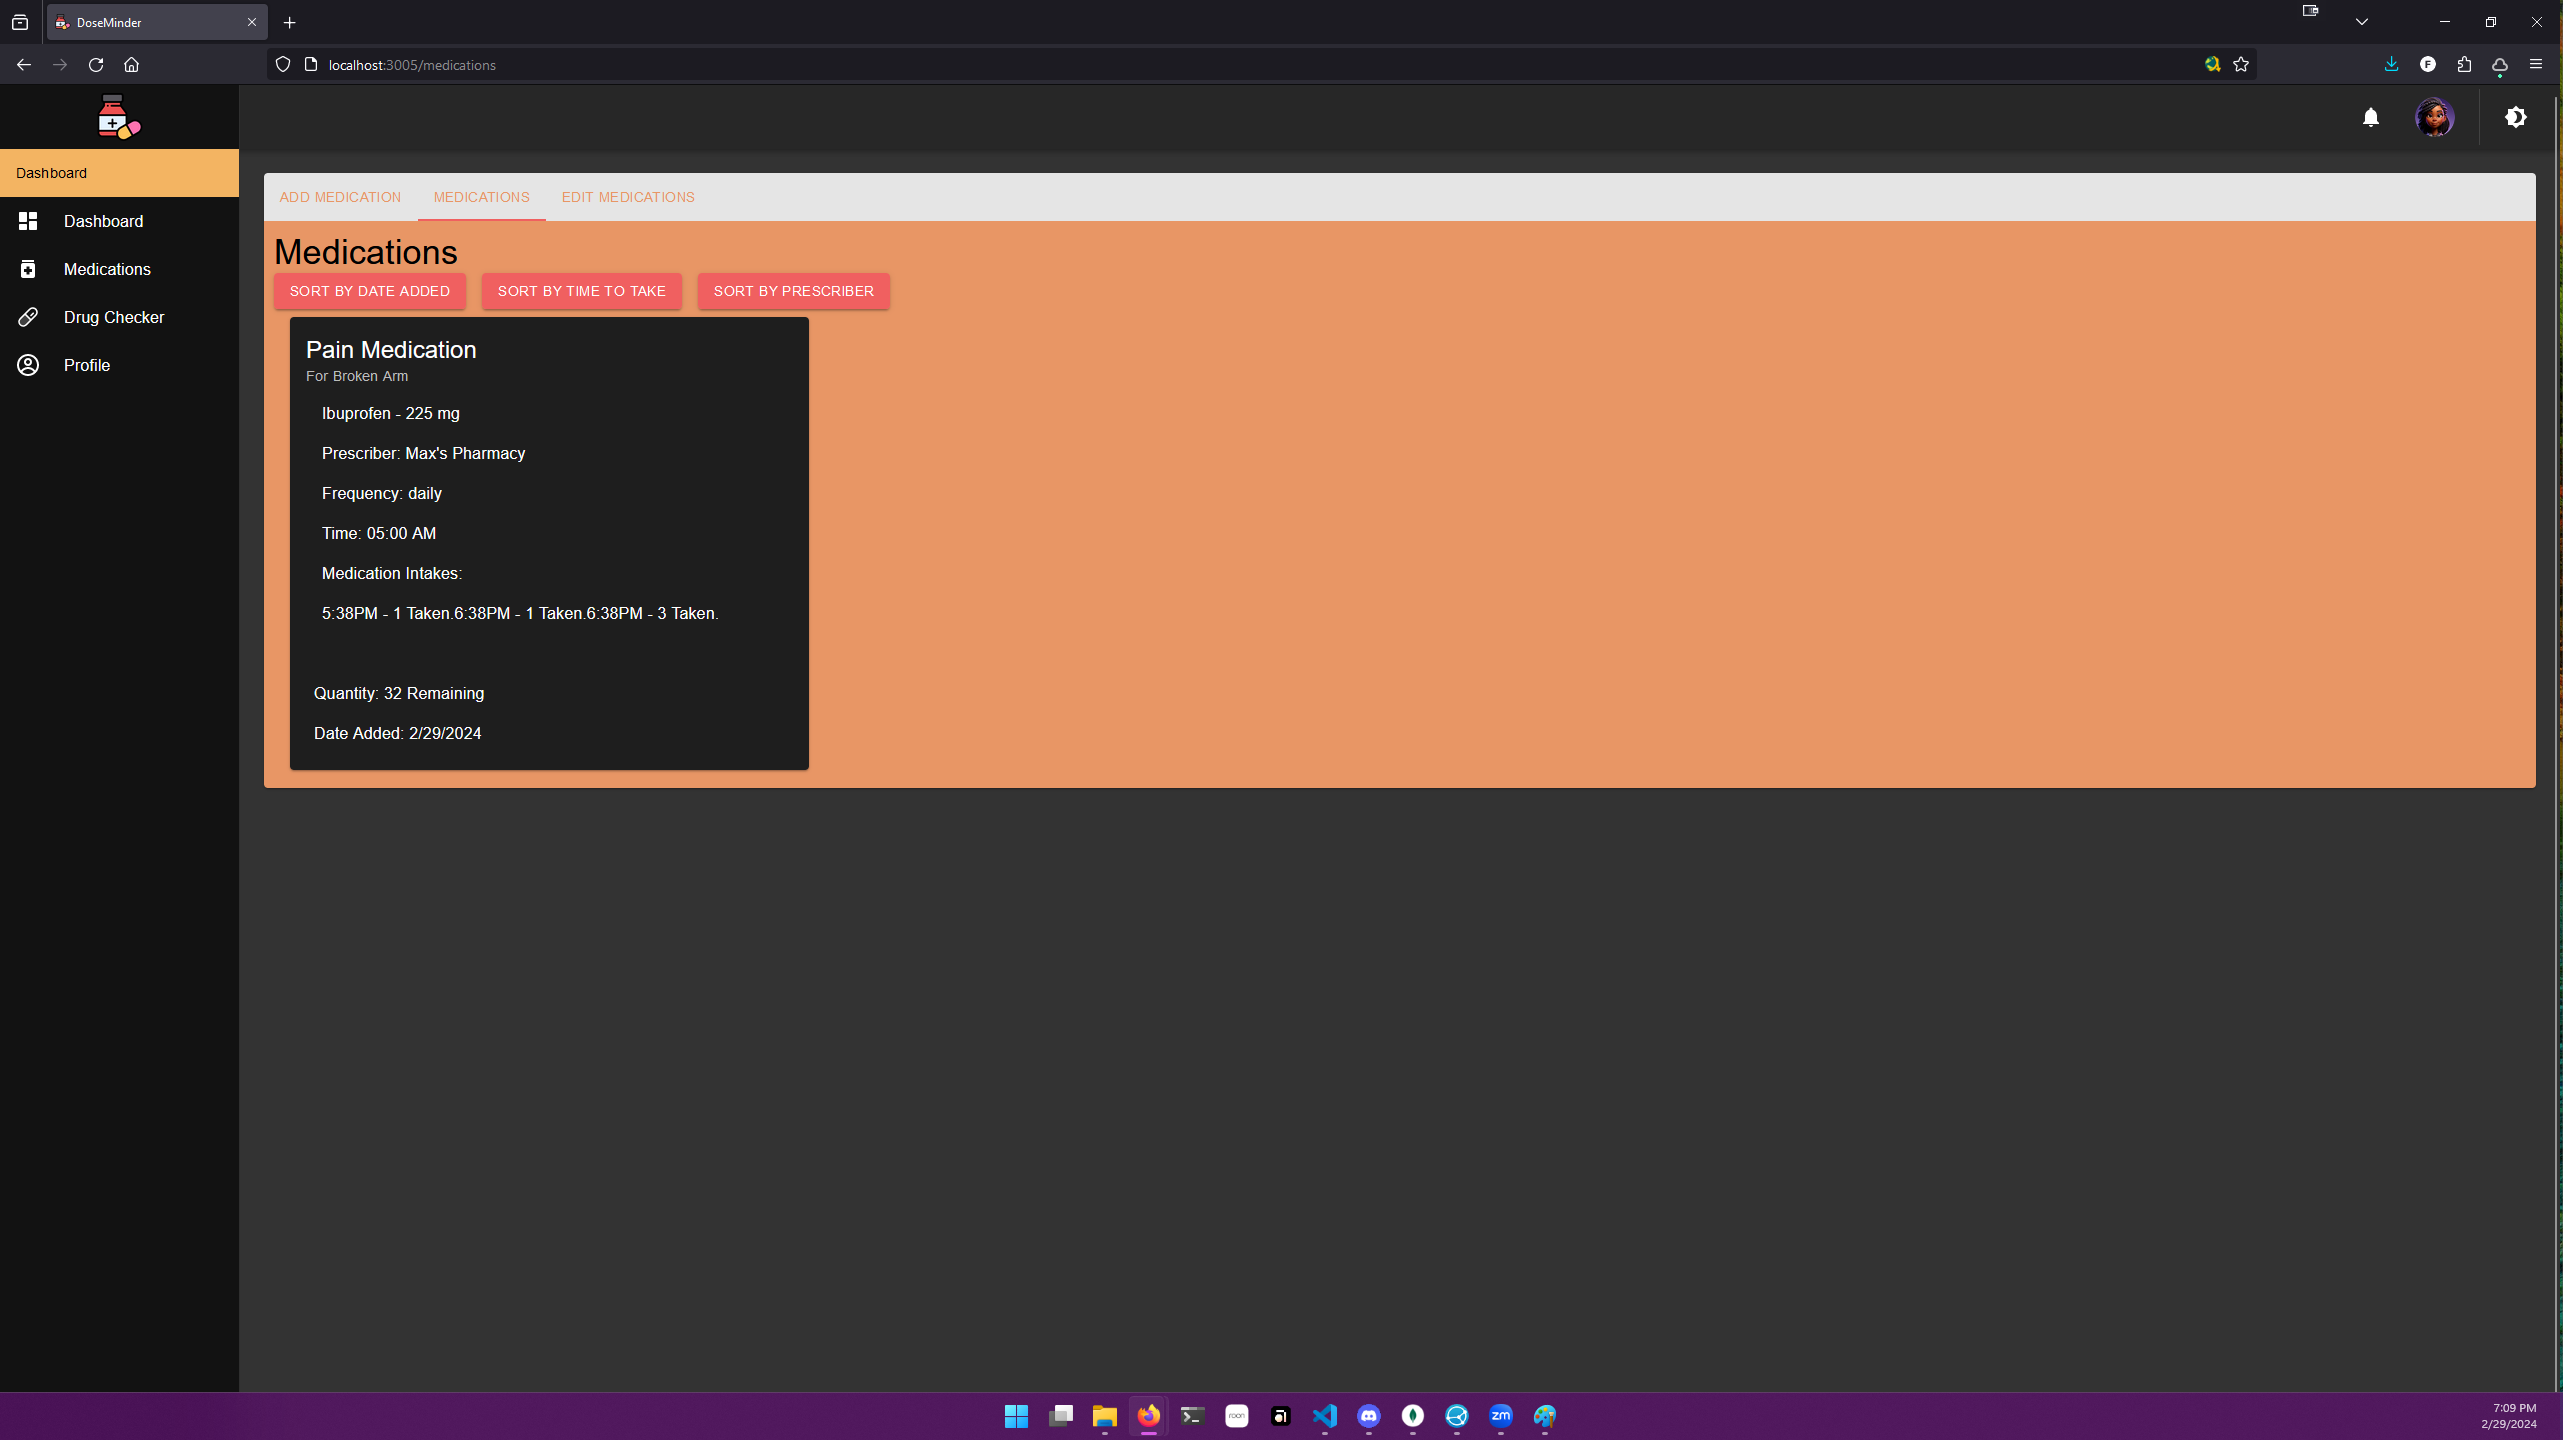 DoseMinder
localhost:3005/medications
F
Dashboard
Dashboard
Medications
Drug Checker
Profile
ADD MEDICATION MEDICATIONS EDIT MEDICATIONS
Medications
SORT BY DATE ADDED SORT BY TIME TO TAKE SORT BY PRESCRIBER
Pain Medication
For Broken Arm
Ibuprofen - 225 mg
Prescriber: Max's Pharmacy
Frequency: daily
Time: 05:00 AM
Medication Intakes:
5:38PM - 1 Taken.6:38PM - 1 Taken.6:38PM - 3 Taken.
Quantity: 32 Remaining
Date Added: 2/29/2024
roon
zm
7:09 PM
2/29/2024